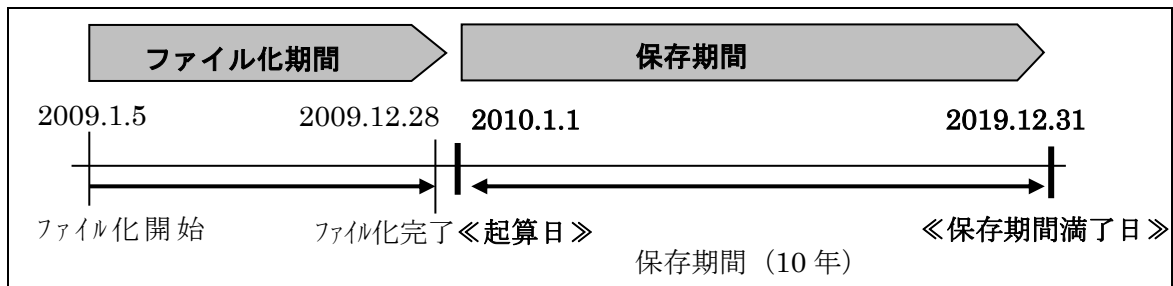 ファイル化期間 保存期間
2009.1.5 2009.12.28 2010.1.1 2019.12.31
ﾌｧｲﾙ化開始 ﾌｧｲﾙ化完了 ≪起算日≫ ≪保存期間満了日≫
保存期間（10 年）